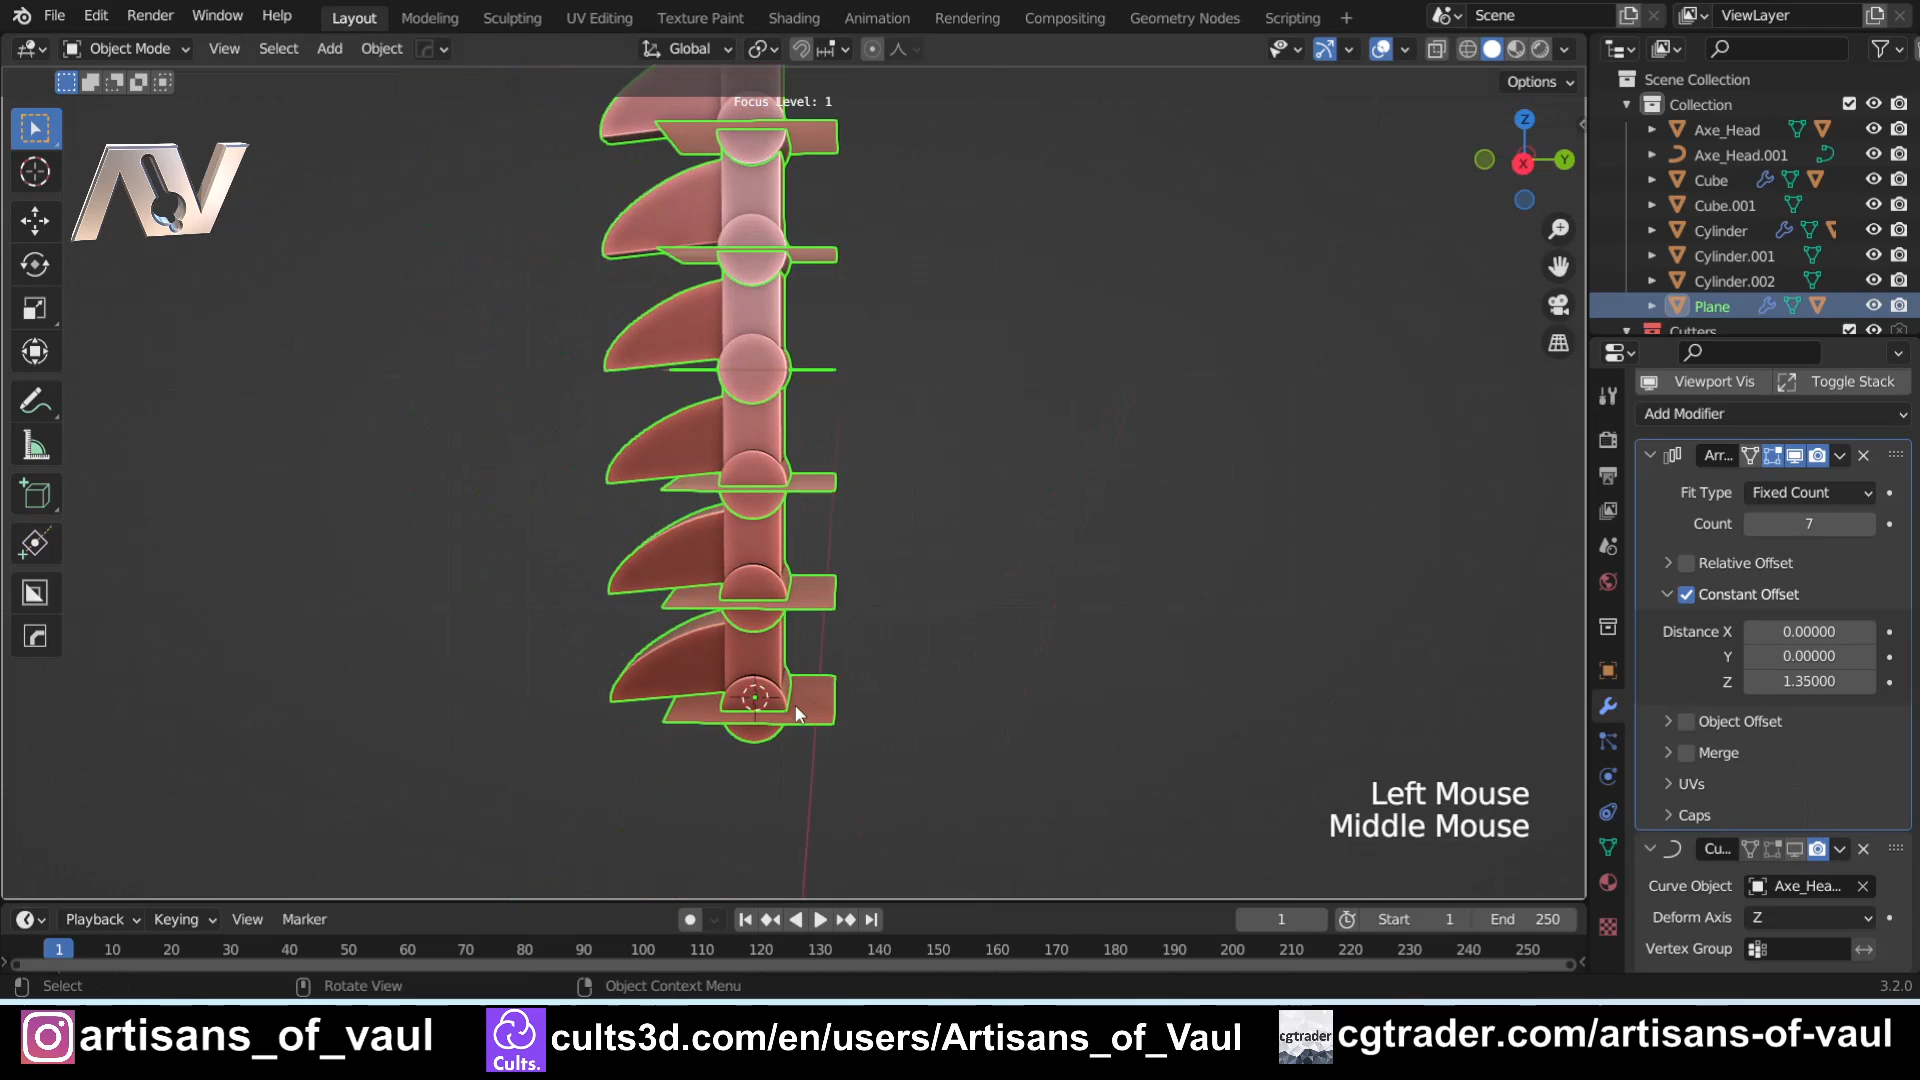 File Edit Render Window Help Layout Modeling Sculpting UV Editing Texture Paint Shading Animation Rendering Compositing Geometry Nodes Scripting + Scene ViewLayer
Object Mode View Select Add Object Global
Options
Focus Level: 1
Z
Y
X
AV
Scene Collection
Collection
Axe_Head
Axe_Head.001
Cube
Cube.001
Cylinder
Cylinder.001
Cylinder.002
Plane
Cutters
Viewport Vis Toggle Stack
Add Modifier
Arr...
Fit Type Fixed Count
Count 7
Relative Offset
Constant Offset
Distance X 0.00000
Y 0.00000
Z 1.35000
Object Offset
Merge
UVs
Caps
Cu...
Curve Object Axe_Hea...
Deform Axis Z
Vertex Group
Left Mouse
Middle Mouse
Playback Keying View Marker 1 Start 1 End 250
1 10 20 30 40 50 60 70 80 90 100 110 120 130 140 150 160 170 180 190 200 210 220 230 240 250
Select Rotate View Object Context Menu 3.2.0
artisans_of_vaul Cults. cults3d.com/en/users/Artisans_of_Vaul cgtrader cgtrader.com/artisans-of-vaul